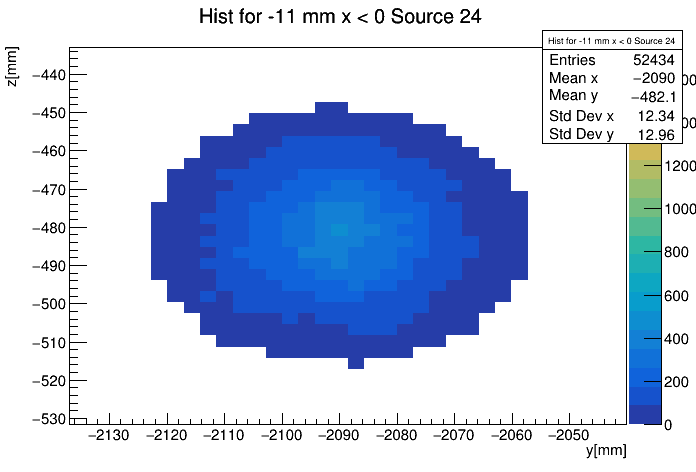 Hist for -11 mm x < 0 Source 24
z[mm]
Hist for -11 mm x < 0 Source 24
Entries 52434
Mean x −2090
Mean y −482.1
Std Dev x 12.34
Std Dev y 12.96
−440
−450
−460
−470
−480
−490
−500
−510
−520
−530
1200
1000
800
600
400
200
0
−2130 −2120 −2110 −2100 −2090 −2080 −2070 −2060 −2050
y[mm]